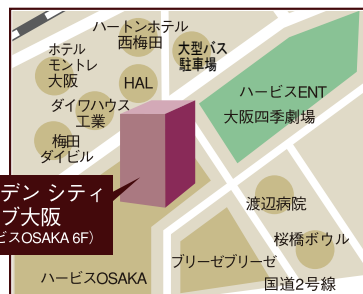 ハートンホテル
西梅田
ホテル
モントレ
大阪
大型バス
駐車場
HAL
ハービスENT
大阪四季劇場
ダイワハウス
工業
梅田
ダイビル
デン シティ
ブ大阪
ビスOSAKA 6F）
渡辺病院
桜橋ボウル
ブリーゼブリーゼ
ハービスOSAKA
国道2号線